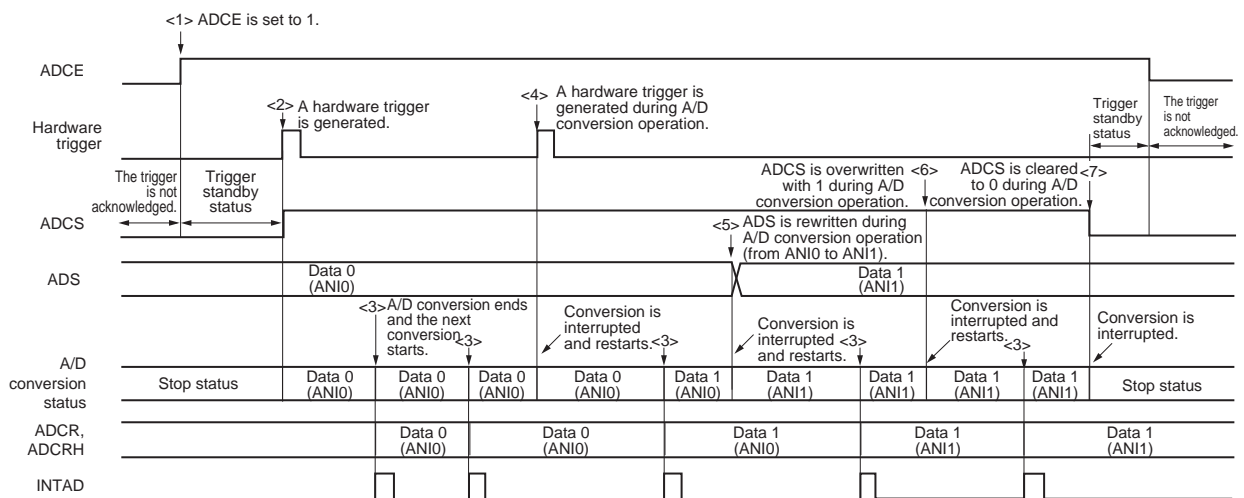 <1> ADCE is set to 1.
ADCE
<2> A hardware trigger
is generated.
<4> A hardware trigger is
generated during A/D
conversion operation.
Trigger
standby
status
The trigger
is not
acknowledged.
Hardware
trigger
The trigger
is not
acknowledged.
Trigger
standby
status
ADCS is overwritten <6>
with 1 during A/D
conversion operation.
ADCS is cleared <7>
to 0 during A/D
conversion operation.
ADCS
<5> ADS is rewritten during
A/D conversion operation
(from ANI0 to ANI1).
ADS
Data 0
(ANI0)
Data 1
(ANI1)
<3> A/D conversion ends
and the next
conversion
starts. <3>
Conversion is
interrupted
and restarts. <3>
Conversion is
interrupted <3>
and restarts.
Conversion is
interrupted and
restarts. <3>
Conversion is
interrupted.
A/D
conversion
status
Stop status
Data 0
(ANI0)
Data 0
(ANI0)
Data 0
(ANI0)
Data 0
(ANI0)
Data 1
(ANI0)
Data 1
(ANI1)
Data 1
(ANI1)
Data 1
(ANI1)
Data 1
(ANI1)
Stop status
ADCR,
ADCRH
Data 0
(ANI0)
Data 0
(ANI0)
Data 1
(ANI0)
Data 1
(ANI1)
Data 1
(ANI1)
INTAD